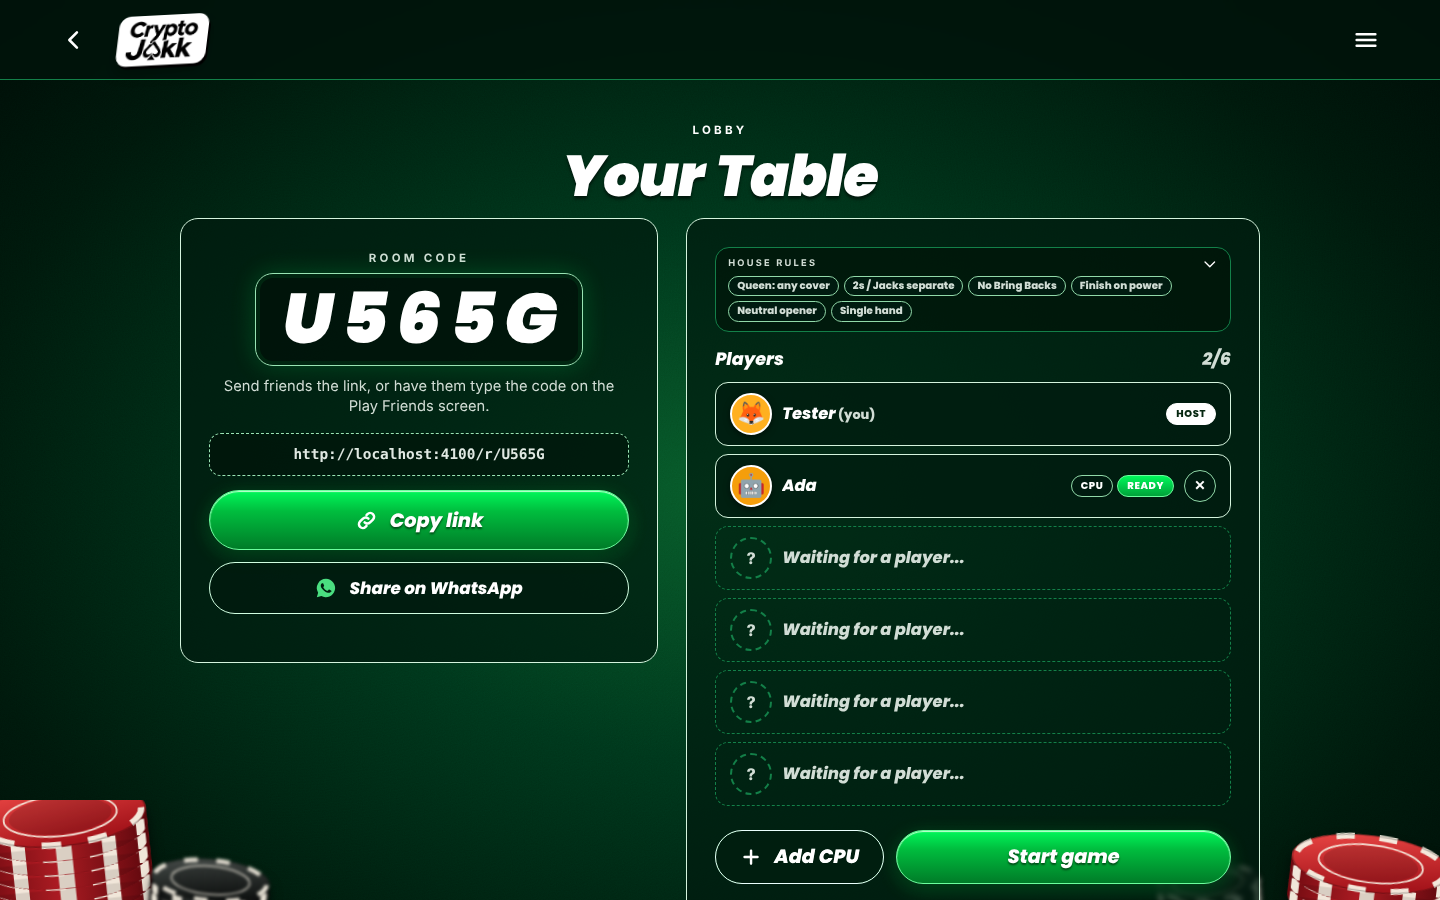 Crypto
Jokk
LOBBY
Your Table
ROOM CODE
U565G
Send friends the link, or have them type the code on the
Play Friends screen.
http://localhost:4100/r/U565G
Copy link
Share on WhatsApp
HOUSE RULES
Queen: any cover
2s / Jacks separate
No Bring Backs
Finish on power
Neutral opener
Single hand
Players
2/6
Tester (you)
HOST
Ada
CPU
READY
?
Waiting for a player...
?
Waiting for a player...
?
Waiting for a player...
?
Waiting for a player...
Add CPU
Start game